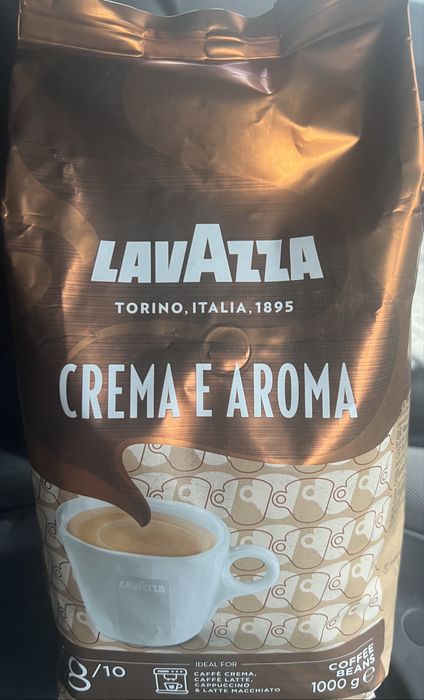 LAVAZZA
TORINO, ITALIA, 1895
CREMA E AROMA
LAVAZZA
8/10
IDEAL FOR
CAFFÈ CREMA,
CAFFÈ LATTE,
CAPPUCCINO
& LATTE MACCHIATO
COFFEE
BEANS
1000 g e